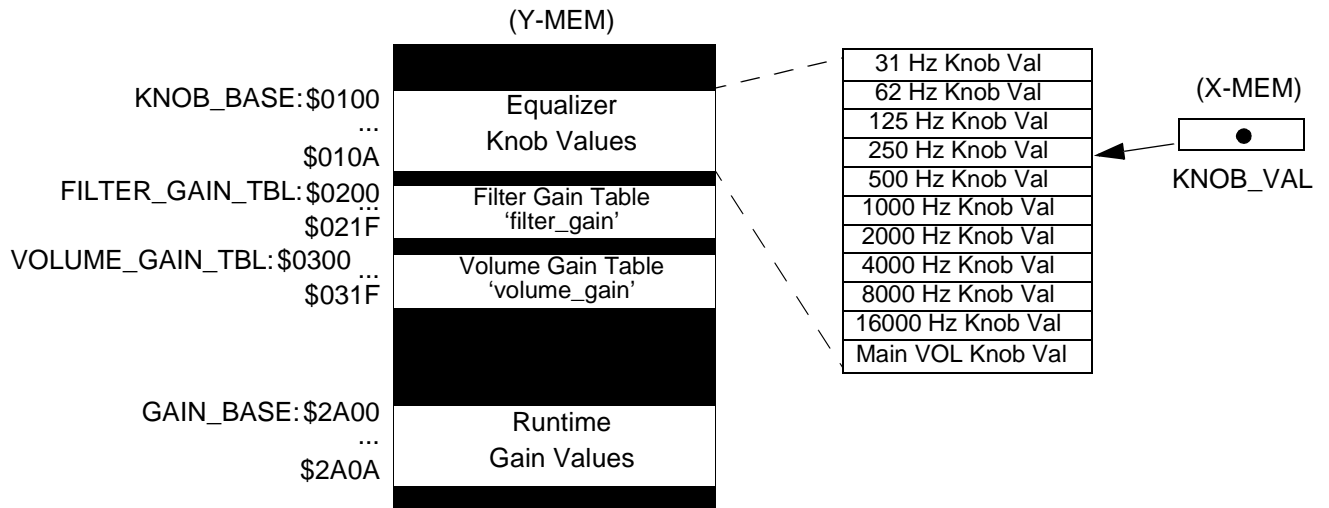 (Y-MEM)
KNOB_BASE:$0100
...
$010A
Equalizer
Knob Values
FILTER_GAIN_TBL:$0200
...
$021F
Filter Gain Table
‘filter_gain’
VOLUME_GAIN_TBL:$0300 ...
$031F
Volume Gain Table
‘volume_gain’
GAIN_BASE:$2A00
...
$2A0A
Runtime
Gain Values
31 Hz Knob Val
62 Hz Knob Val
125 Hz Knob Val
250 Hz Knob Val
500 Hz Knob Val
1000 Hz Knob Val
2000 Hz Knob Val
4000 Hz Knob Val
8000 Hz Knob Val
16000 Hz Knob Val
Main VOL Knob Val
(X-MEM)
KNOB_VAL